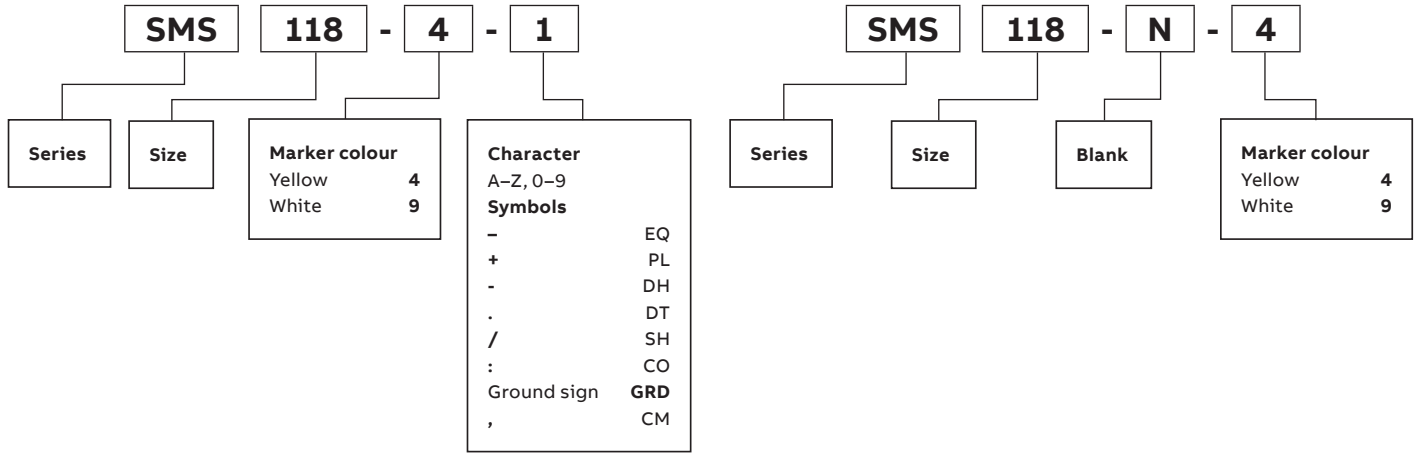 SMS 118 - 4 - 1
Series
Size
Marker colour
Yellow 4
White 9
Character
A–Z, 0–9
Symbols
– EQ
+ PL
- DH
. DT
/ SH
: CO
Ground sign GRD
, CM
SMS 118 - N - 4
Series
Size
Blank
Marker colour
Yellow 4
White 9